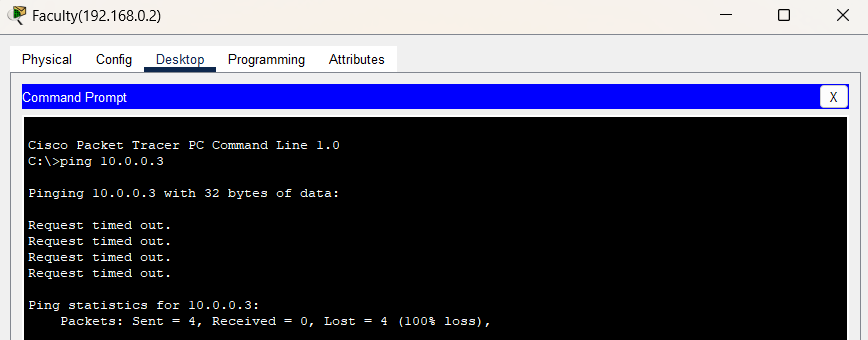 Faculty(192.168.0.2)
Physical Config Desktop Programming Attributes
Command Prompt X
Cisco Packet Tracer PC Command Line 1.0
C:\>ping 10.0.0.3
Pinging 10.0.0.3 with 32 bytes of data:
Request timed out.
Request timed out.
Request timed out.
Request timed out.
Ping statistics for 10.0.0.3:
Packets: Sent = 4, Received = 0, Lost = 4 (100% loss),